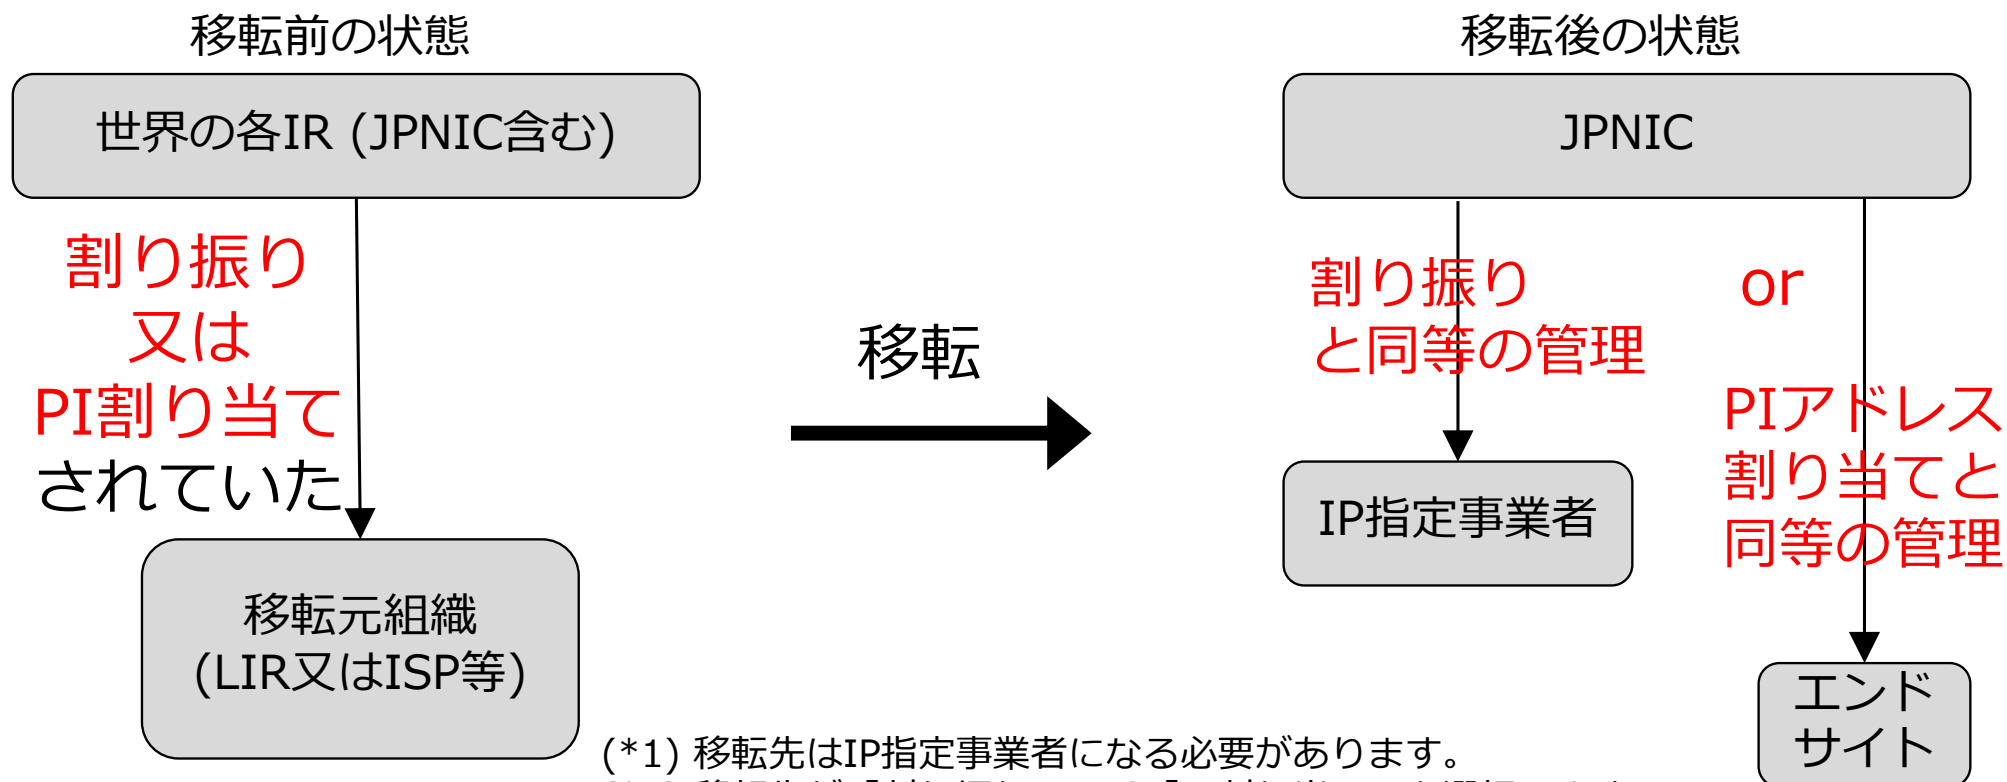 移転前の状態
世界の各IR (JPNIC含む)
割り振り
又は
PI割り当て
されていた
移転元組織
(LIR又はISP等)
移転
移転後の状態
JPNIC
割り振り
と同等の管理
or
PIアドレス
割り当てと
同等の管理
IP指定事業者
エンド
サイト
(*1) 移転先はIP指定事業者になる必要があります。